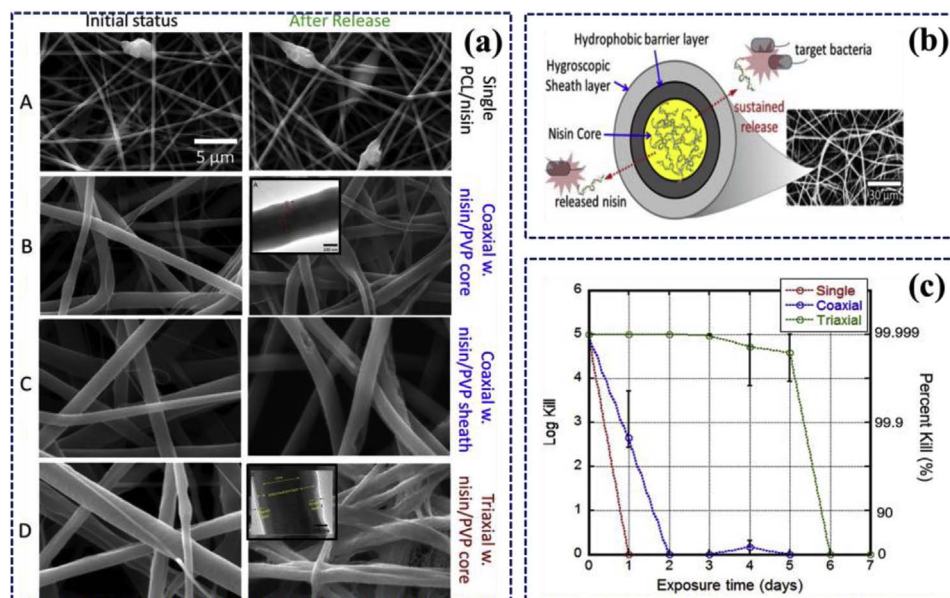 Initial status
After Release
(a)
A
5 µm
Single
PCL/nisin
B
A
Coaxial w.
nisin/PVP core
C
Coaxial w.
nisin/PVP sheath
D
Triaxial w.
nisin/PVP core
(b)
Hydrophobic barrier layer
Hygroscopic
Sheath layer
Nisin Core
target bacteria
sustained
release
released nisin
30 µm
(c)
Single
Coaxial
Triaxial
6
5
4
3
2
1
0
Log Kill
99.999
99.9
90
0
Percent Kill (%)
0 1 2 3 4 5 6 7
Exposure time (days)